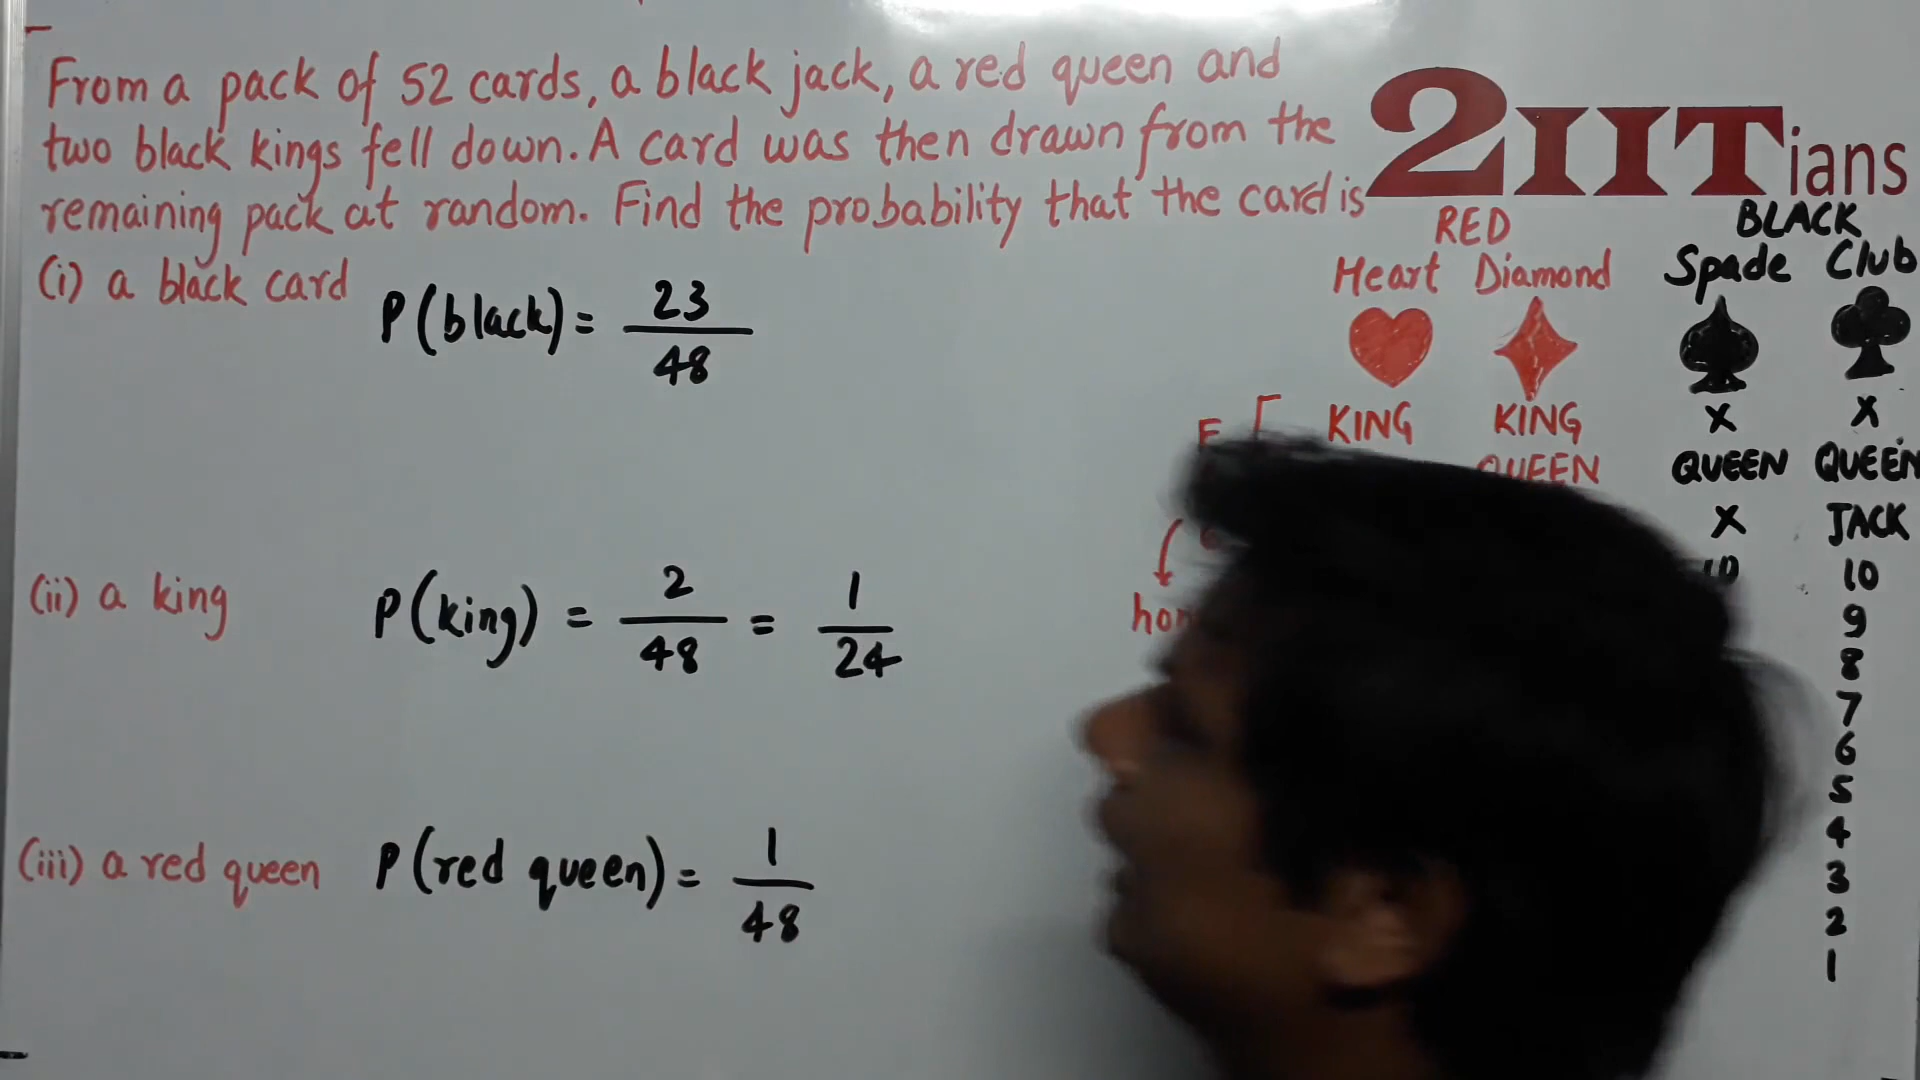 From a pack of 52 cards, a black jack, a red queen and
two black kings fell down. A card was then drawn from the
remaining pack at random. Find the probability that the card is
(i) a black card
P(black) = 23/48
(ii) a king
P(king) = 2/48 = 1/24
(iii) a red queen
P(red queen) = 1/48
2IITians
RED BLACK
Heart Diamond Spade Club
KING KING X X
QUEEN QUEEN QUEEN
X JACK
10 10
9
8
7
6
5
4
3
2
1